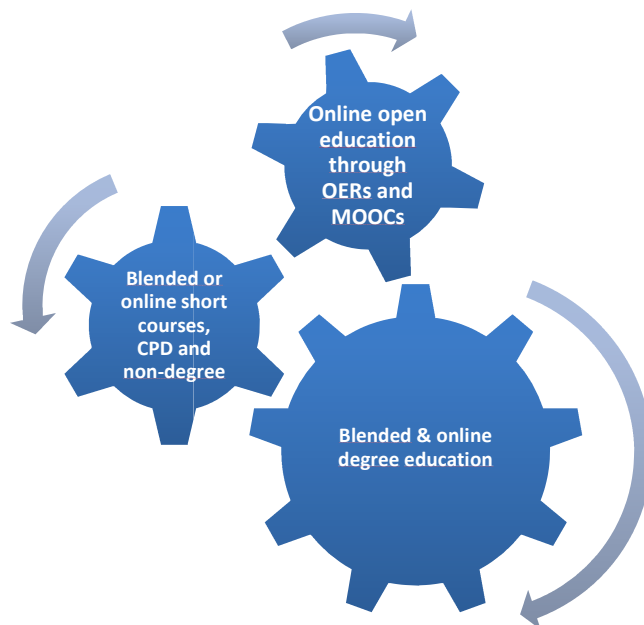 Online open
education
through
OERs and
MOOCs
Blended or
online short
courses,
CPD and
non-degree
Blended & online
degree education